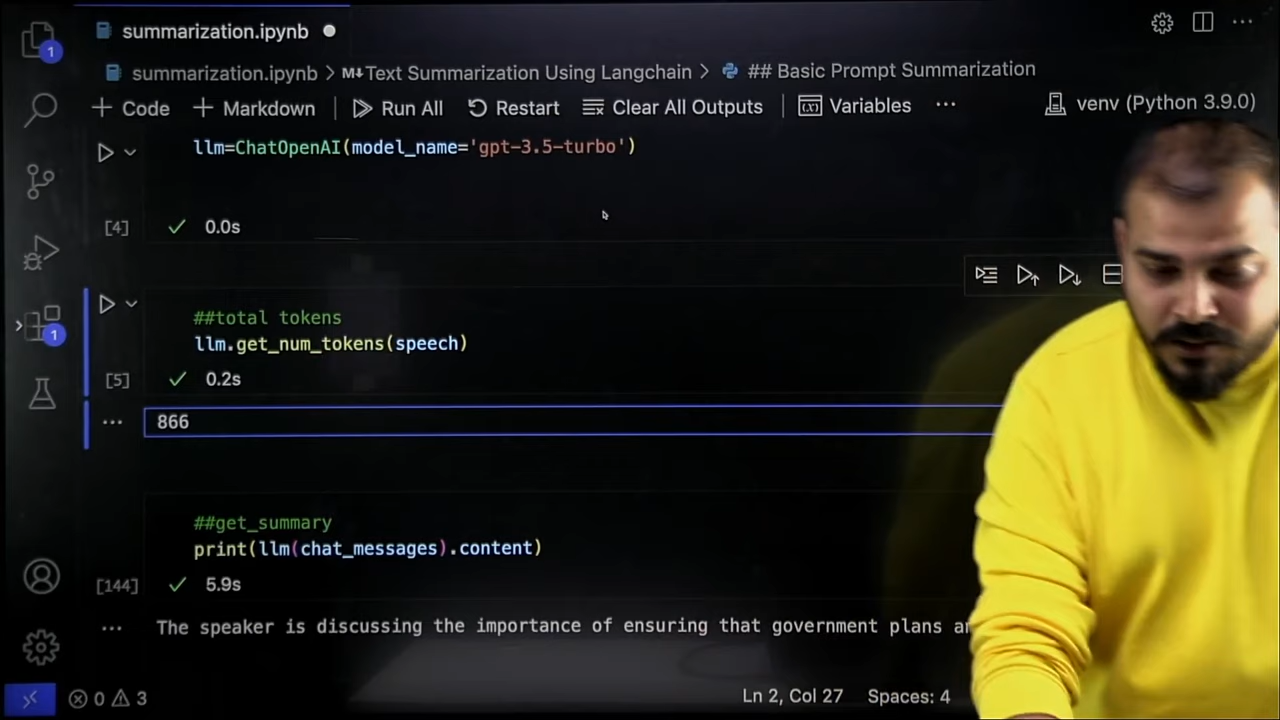 summarization.ipynb
1
summarization.ipynb > M↓Text Summarization Using Langchain > ## Basic Prompt Summarization
+ Code + Markdown Run All Restart Clear All Outputs Variables ... venv (Python 3.9.0)
llm=ChatOpenAI(model_name='gpt-3.5-turbo')
[4] ✓ 0.0s
##total tokens
llm.get_num_tokens(speech)
1
[5] ✓ 0.2s
... 866
##get_summary
print(llm(chat_messages).content)
[144] ✓ 5.9s
... The speaker is discussing the importance of ensuring that government plans
0 3
Ln 2, Col 27 Spaces: 4